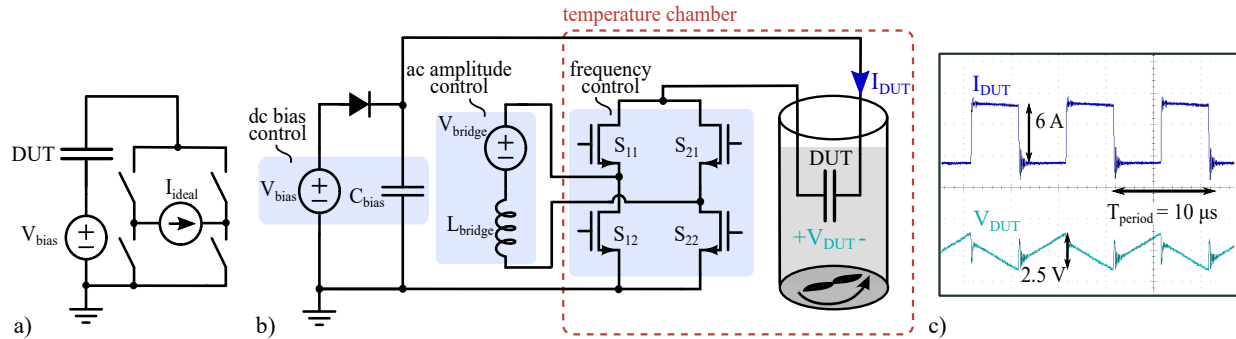 temperature chamber
ac amplitude
control
frequency
control
dc bias
control
DUT
I_ideal
V_bias
a)
V_bias
C_bias
V_bridge
L_bridge
S_11
S_21
S_12
S_22
I_DUT
DUT
+V_DUT -
b)
I_DUT
6 A
T_period = 10 μs
V_DUT
2.5 V
c)